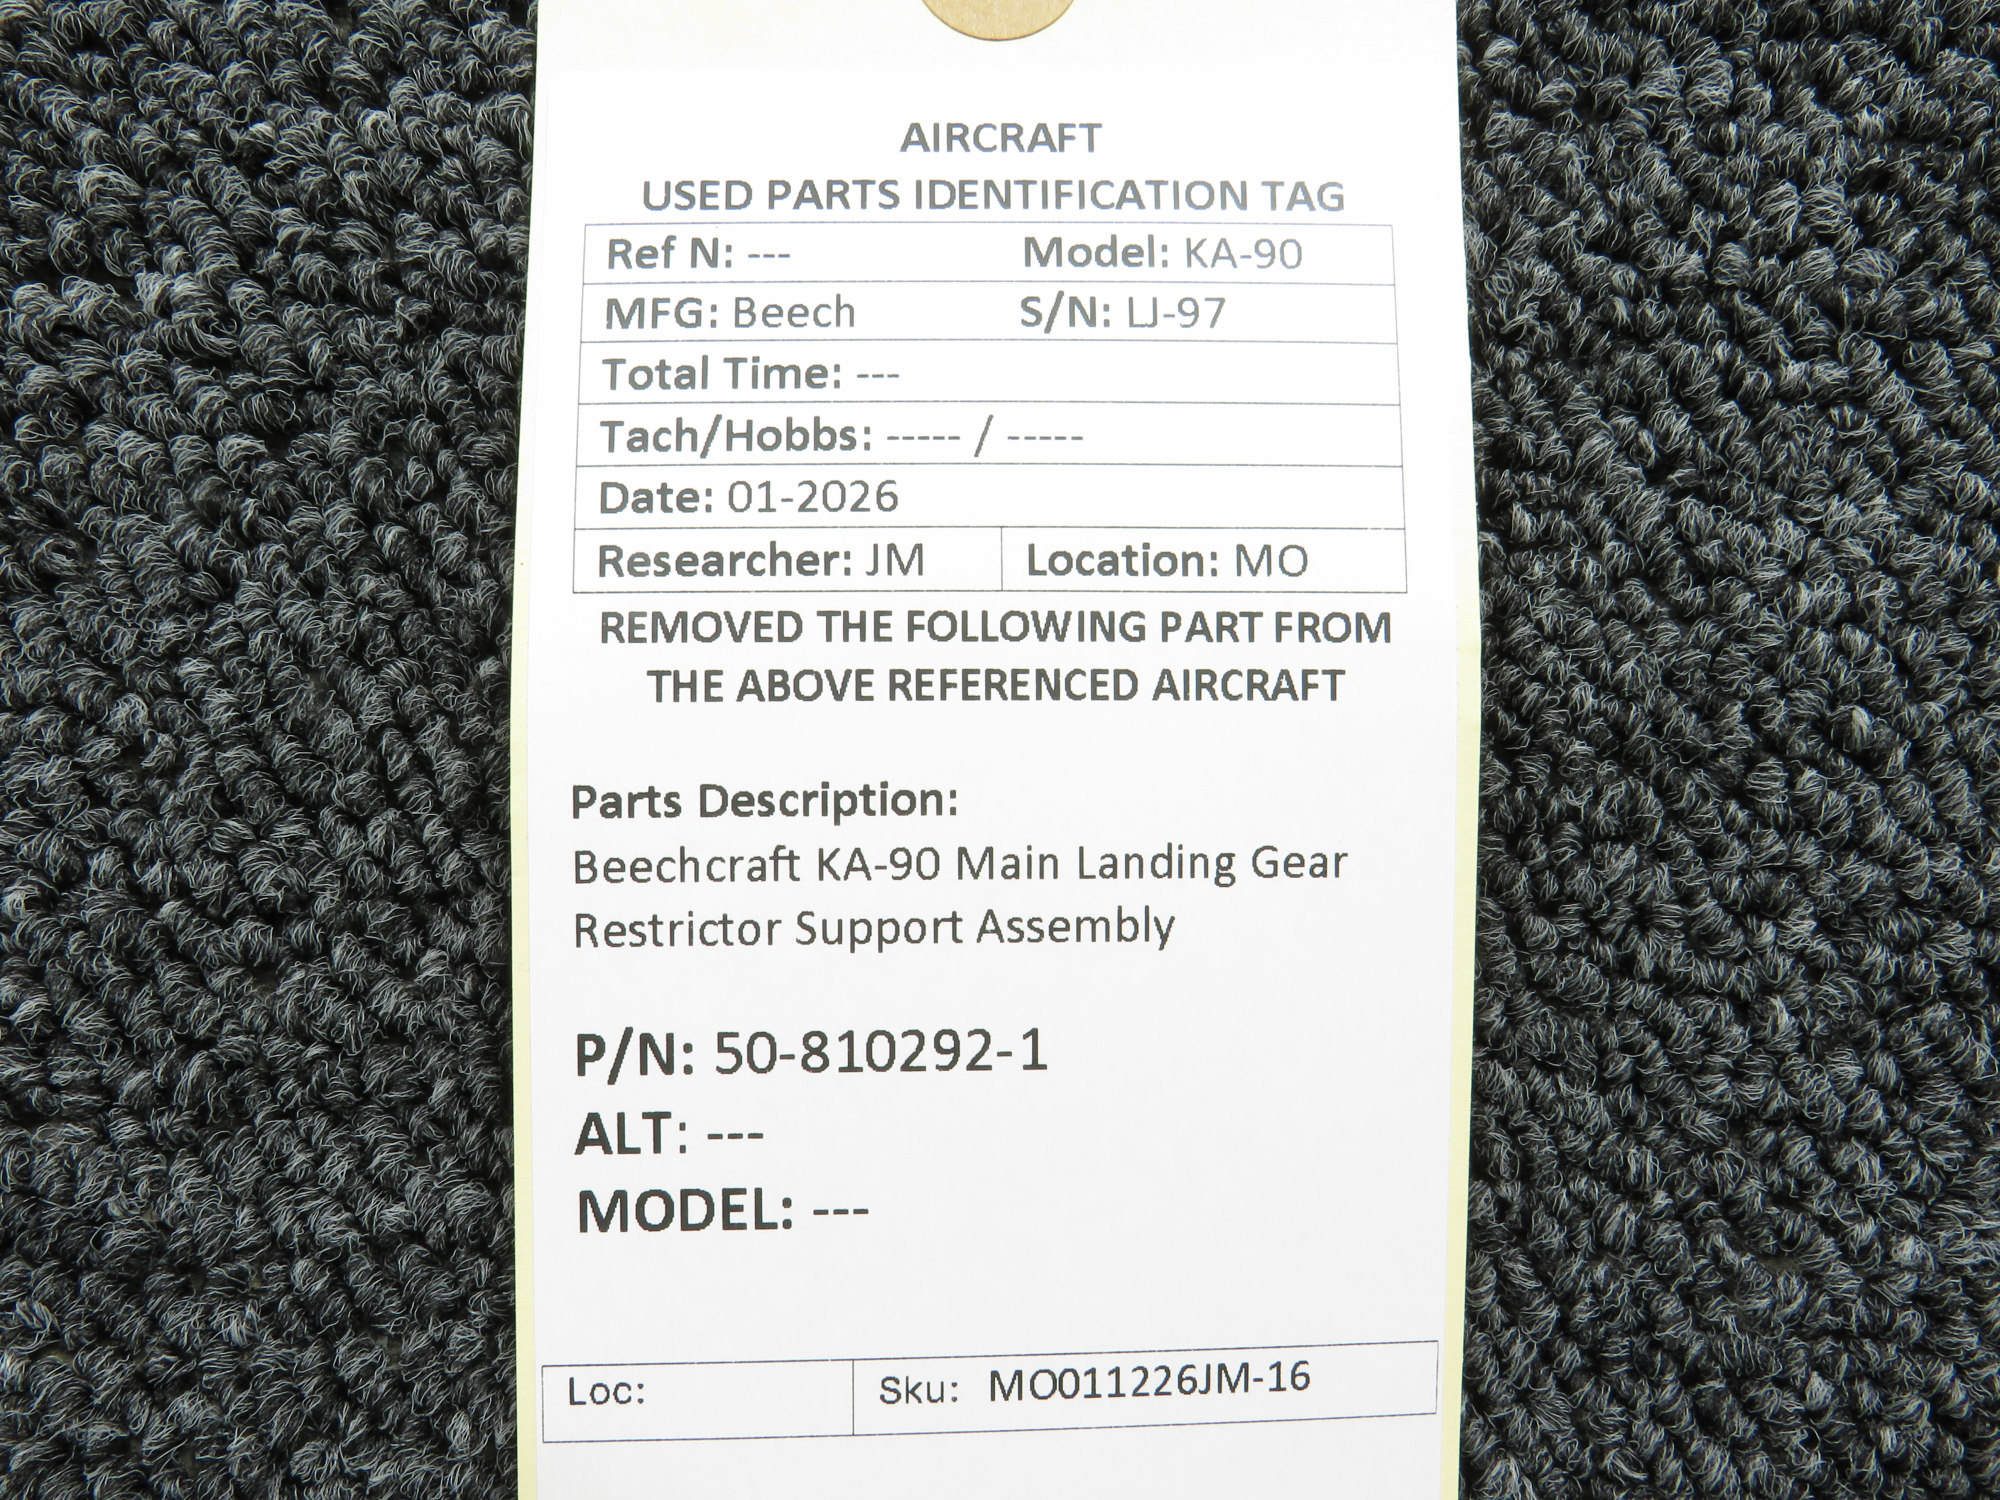 AIRCRAFT
USED PARTS IDENTIFICATION TAG
Ref N: --- Model: KA-90
MFG: Beech S/N: LJ-97
Total Time: ---
Tach/Hobbs: ----- / -----
Date: 01-2026
Researcher: JM Location: MO
REMOVED THE FOLLOWING PART FROM
THE ABOVE REFERENCED AIRCRAFT
Parts Description:
Beechcraft KA-90 Main Landing Gear
Restrictor Support Assembly
P/N: 50-810292-1
ALT: ---
MODEL: ---
Loc: Sku: MO011226JM-16